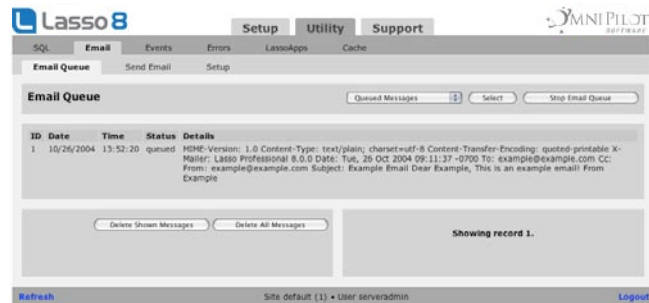 Lasso 8
Setup Utility Support
OMNIPILOT
SOFTWARE
SQL Email Events Errors LassoApps Cache
Email Queue Send Email Setup
Email Queue Queued Messages Select Stop Email Queue
ID Date Time Status Details
1 10/26/2004 13:52:20 queued MIME-Version: 1.0 Content-Type: text/plain; charset=utf-8 Content-Transfer-Encoding: quoted-printable X-
Mailer: Lasso Professional 8.0.0 Date: Tue, 26 Oct 2004 09:11:37 -0700 To: example@example.com Cc:
From: example@example.com Subject: Example Email Dear Example, This is an example email! From
Example
Delete Shown Messages Delete All Messages
Showing record 1.
Refresh Site default (1) • User serveradmin Logout